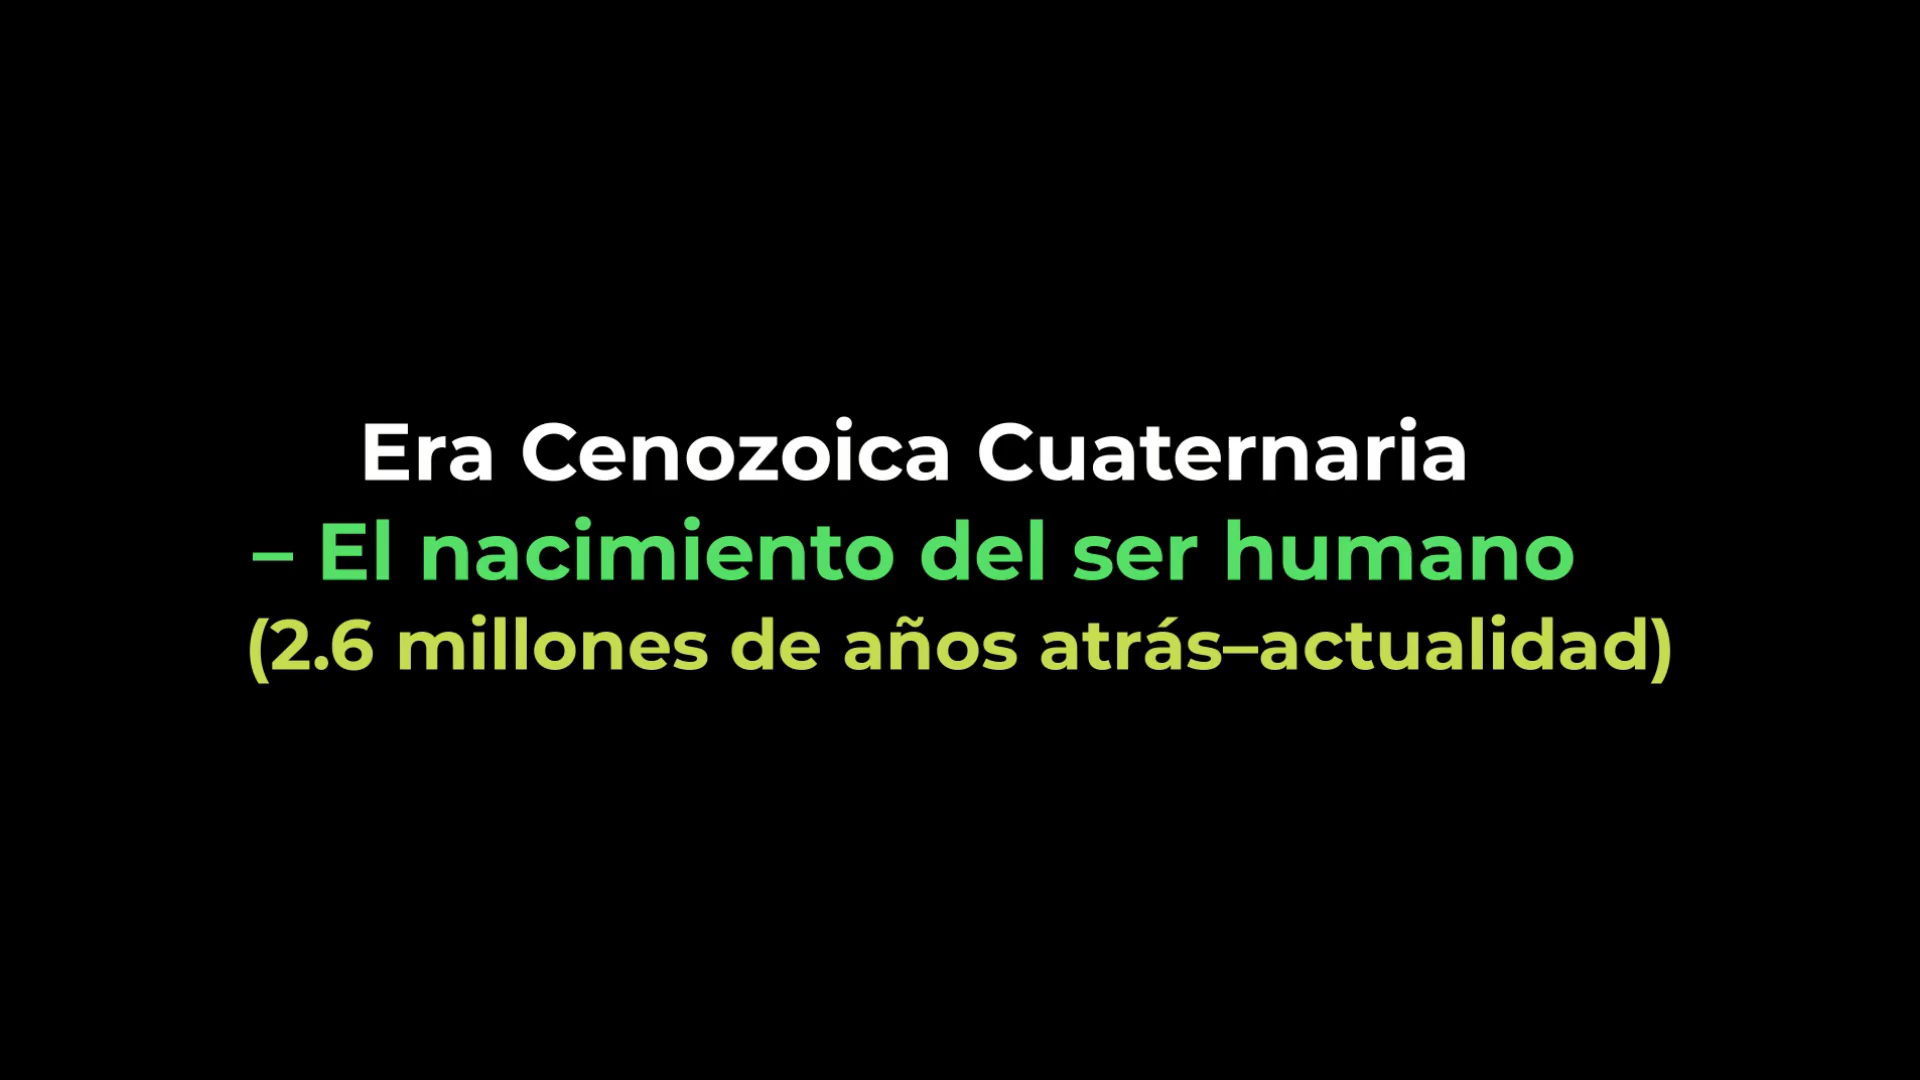 Era Cenozoica Cuaternaria
– El nacimiento del ser humano
(2.6 millones de años atrás–actualidad)